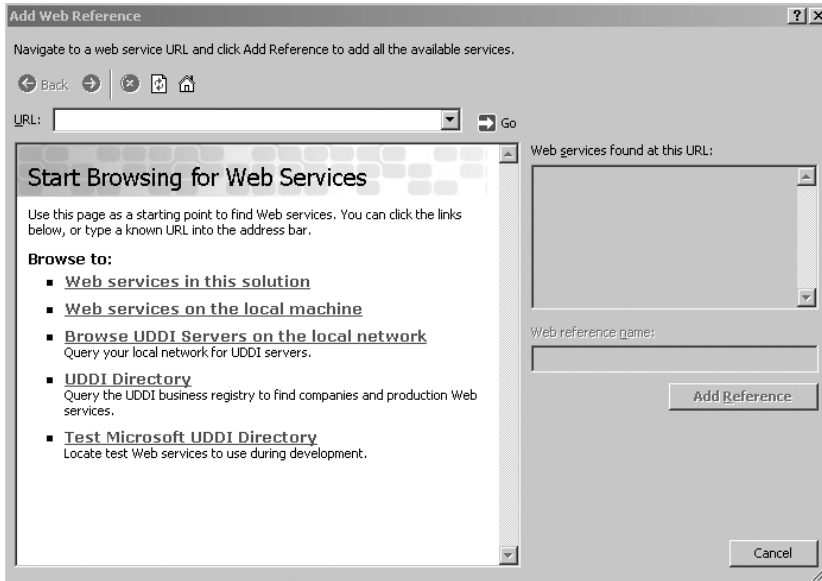 Add Web Reference
Navigate to a web service URL and click Add Reference to add all the available services.
Back
URL:
Go
Start Browsing for Web Services
Use this page as a starting point to find Web services. You can click the links
below, or type a known URL into the address bar.
Browse to:
Web services in this solution
Web services on the local machine
Browse UDDI Servers on the local network
Query your local network for UDDI servers.
UDDI Directory
Query the UDDI business registry to find companies and production Web
services.
Test Microsoft UDDI Directory
Locate test Web services to use during development.
Web services found at this URL:
Web reference name:
Add Reference
Cancel